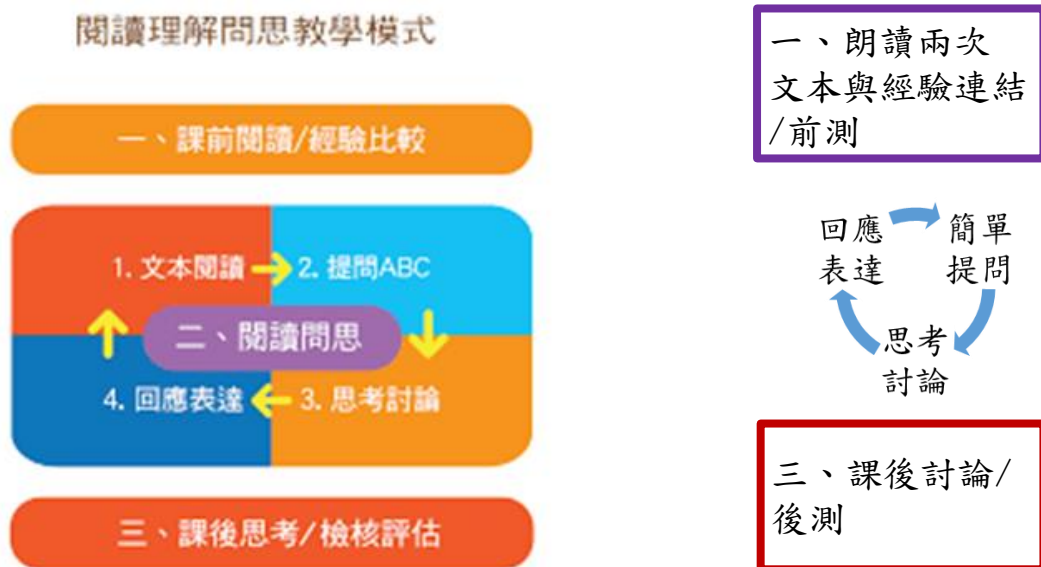 閱讀理解問思教學模式
一、課前閱讀/經驗比較
1. 文本閱讀
2. 提問ABC
二、閱讀問思
4. 回應表達
3. 思考討論
三、課後思考/檢核評估
一、朗讀兩次
文本與經驗連結
/前測
回應
表達
簡單
提問
思考
討論
三、課後討論/
後測